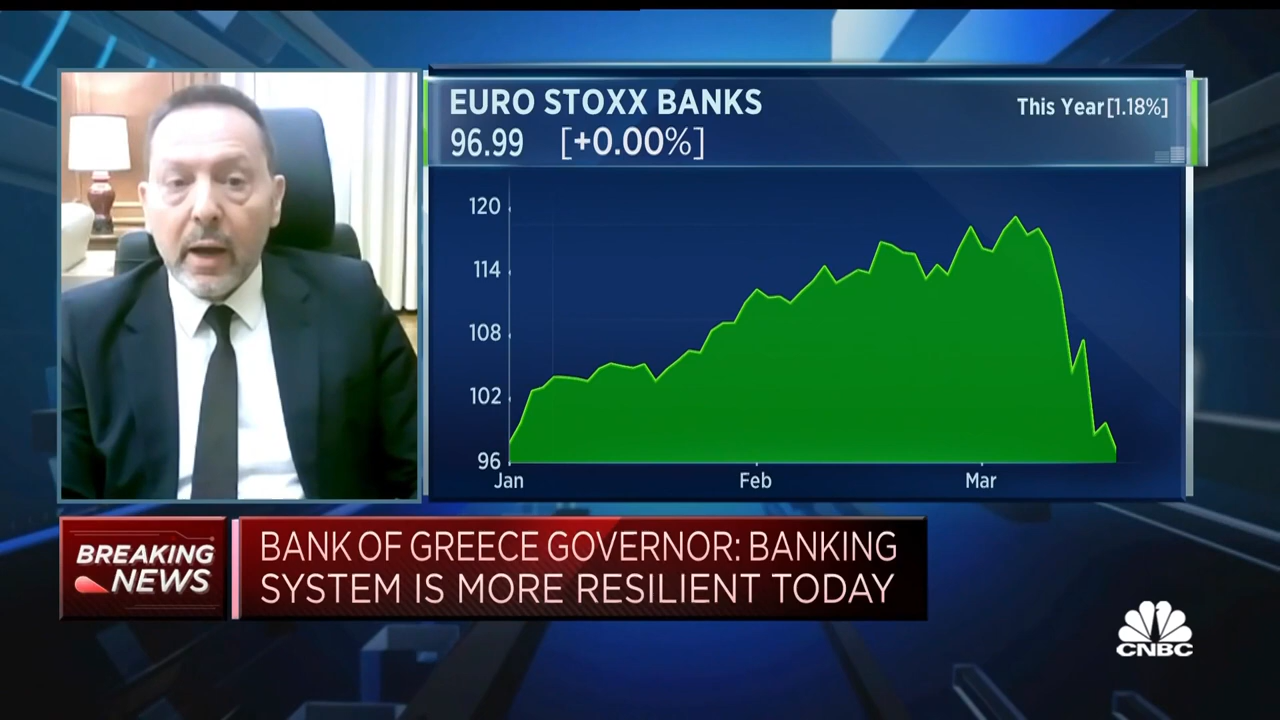 EURO STOXX BANKS
This Year[1.18%]
96.99 [+0.00%]
120
114
108
102
96
Jan Feb Mar
BREAKING
NEWS
BANK OF GREECE GOVERNOR: BANKING
SYSTEM IS MORE RESILIENT TODAY
CNBC